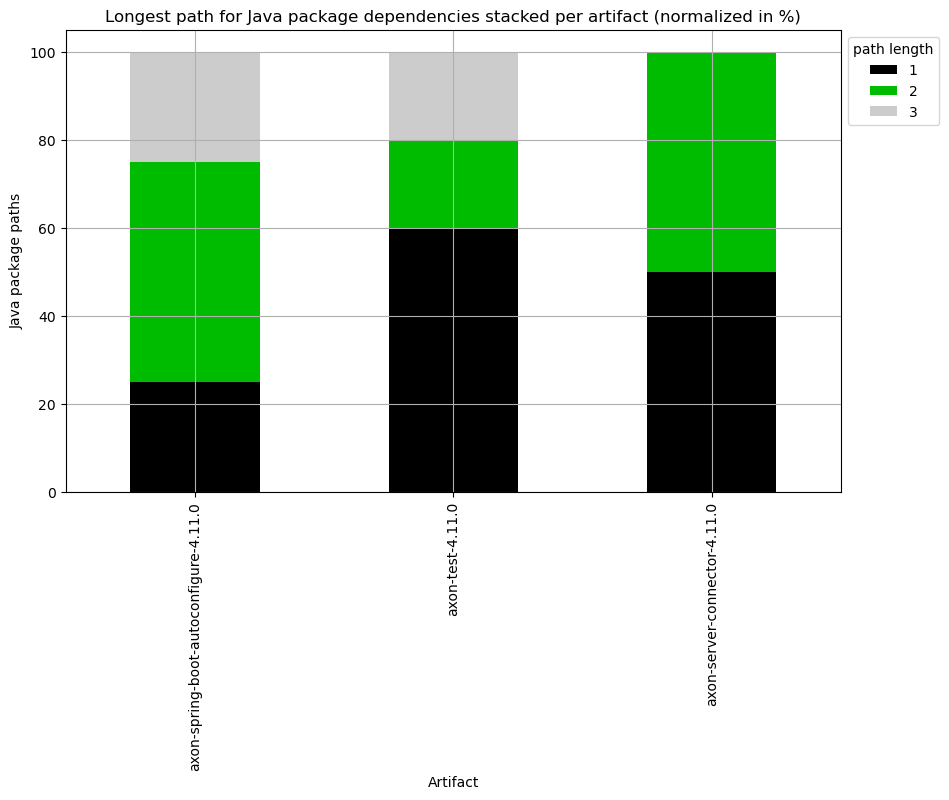 Longest path for Java package dependencies stacked per artifact (normalized in %)
path length
1
2
3
Java package paths
100
80
60
40
20
0
axon-spring-boot-autoconfigure-4.11.0
axon-test-4.11.0
axon-server-connector-4.11.0
Artifact